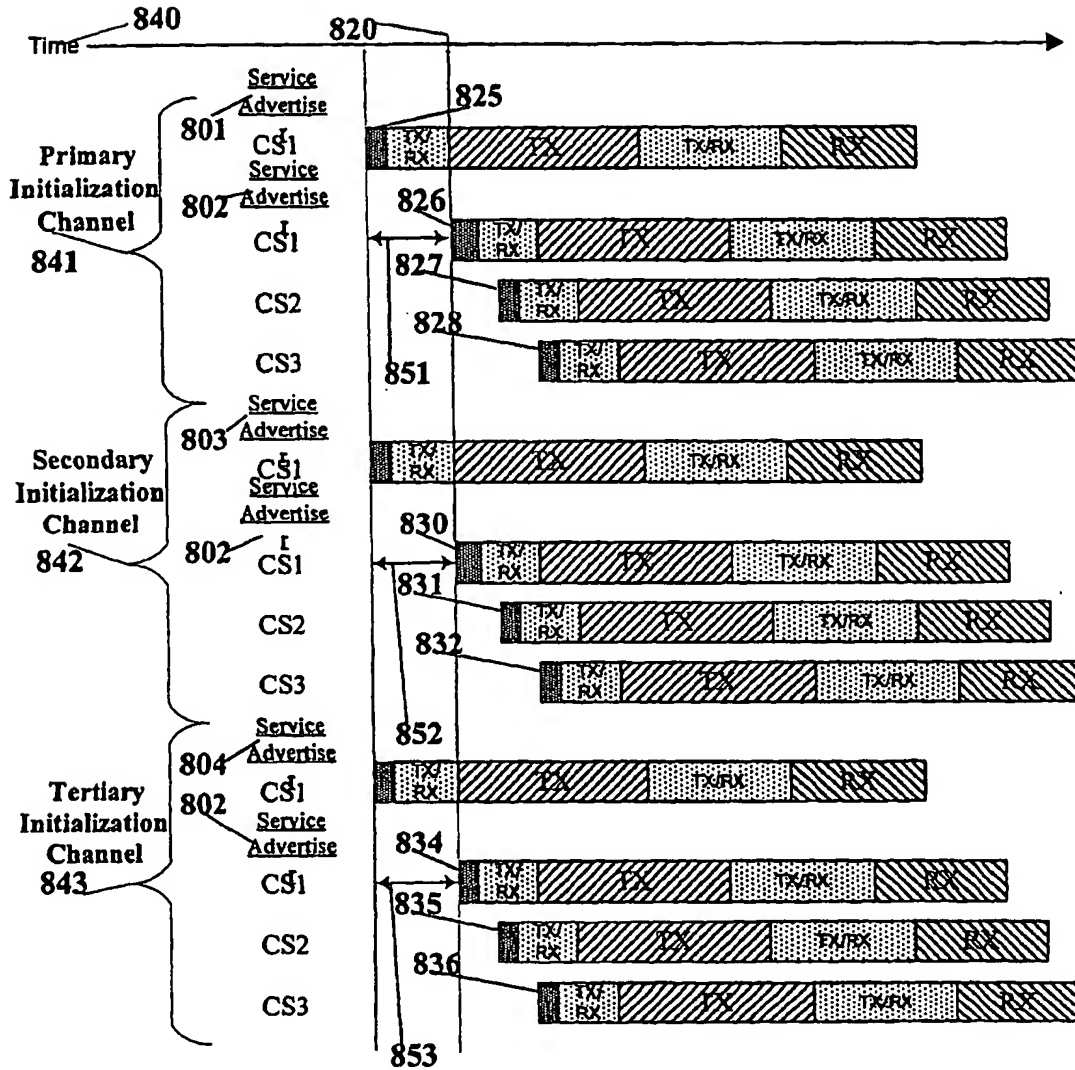 840
820
Time
Service
Advertise
r
801
825
CS1
TX/
RX
TX
TX/RX
RX
Primary
Initialization
Channel
841
Service
Advertise
r
802
826
CS1
TX/
RX
TX
TX/RX
RX
827
CS2
TX/
RX
TX
TX/RX
RX
828
CS3
TX/
RX
TX
TX/RX
RX
851
Service
Advertise
r
803
CS1
TX/
RX
TX
TX/RX
RX
Secondary
Initialization
Channel
842
Service
Advertise
r
802
830
CS1
TX/
RX
TX
TX/RX
RX
831
CS2
TX/
RX
TX
TX/RX
RX
832
CS3
TX/
RX
TX
TX/RX
RX
852
Service
Advertise
r
804
CS1
TX/
RX
TX
TX/RX
RX
Tertiary
Initialization
Channel
843
802
Service
Advertise
r
834
CS1
TX/
RX
TX
TX/RX
RX
835
CS2
TX/
RX
TX
TX/RX
RX
836
CS3
TX/
RX
TX
TX/RX
RX
853